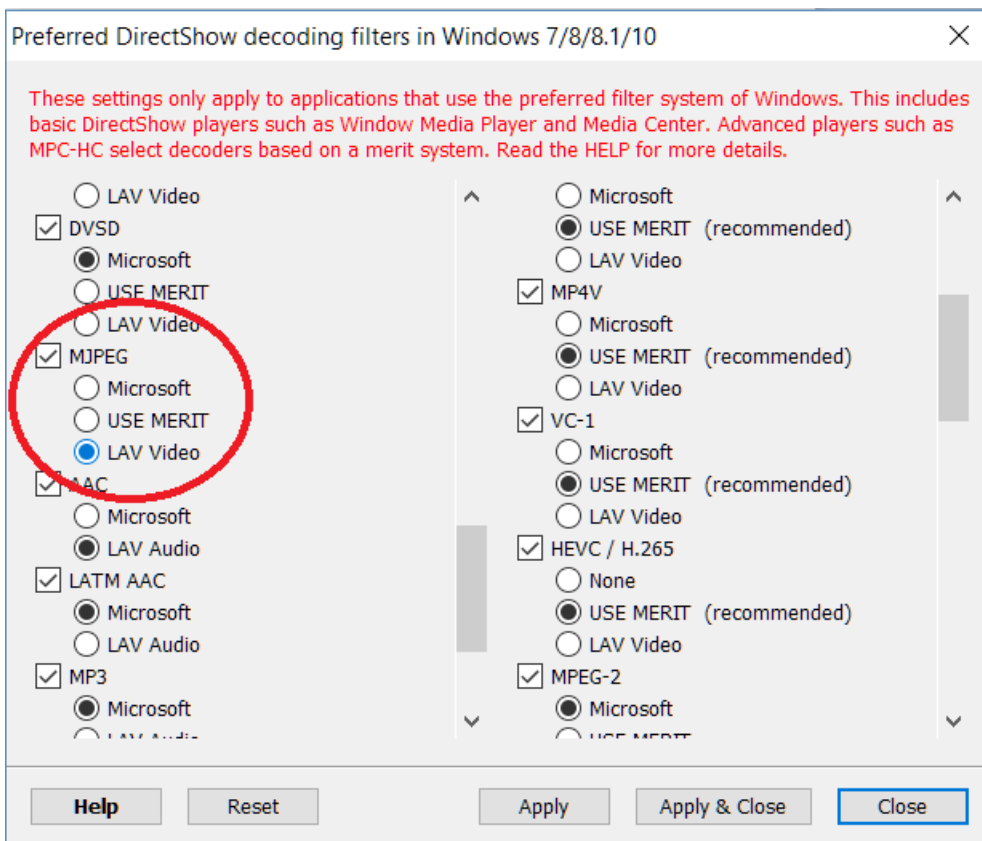 Preferred DirectShow decoding filters in Windows 7/8/8.1/10
These settings only apply to applications that use the preferred filter system of Windows. This includes
basic DirectShow players such as Window Media Player and Media Center. Advanced players such as
MPC-HC select decoders based on a merit system. Read the HELP for more details.
LAV Video
DVSD
Microsoft
USE MERIT
LAV Video
MJPEG
Microsoft
USE MERIT
LAV Video
AAC
Microsoft
LAV Audio
LATM AAC
Microsoft
LAV Audio
MP3
Microsoft
LAV Audio
Microsoft
USE MERIT (recommended)
LAV Video
MP4V
Microsoft
USE MERIT (recommended)
LAV Video
VC-1
Microsoft
USE MERIT (recommended)
LAV Video
HEVC / H.265
None
USE MERIT (recommended)
LAV Video
MPEG-2
Microsoft
USE MERIT
Help
Reset
Apply
Apply & Close
Close